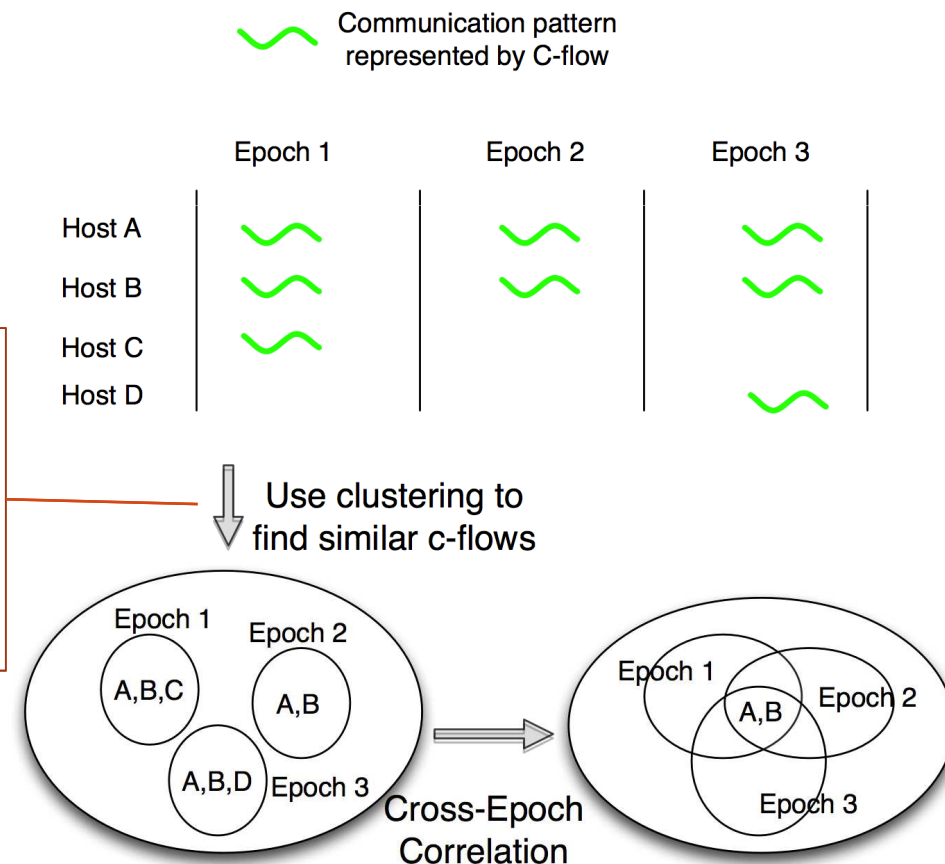 Communication pattern
represented by C-flow
Epoch 1
Epoch 2
Epoch 3
Host A
Host B
Host C
Host D
Use clustering to
find similar c-flows
Epoch 1
Epoch 2
A,B,C
A,B
A,B,D
Epoch 3
Epoch 1
Epoch 2
A,B
Epoch 3
Cross-Epoch
Correlation